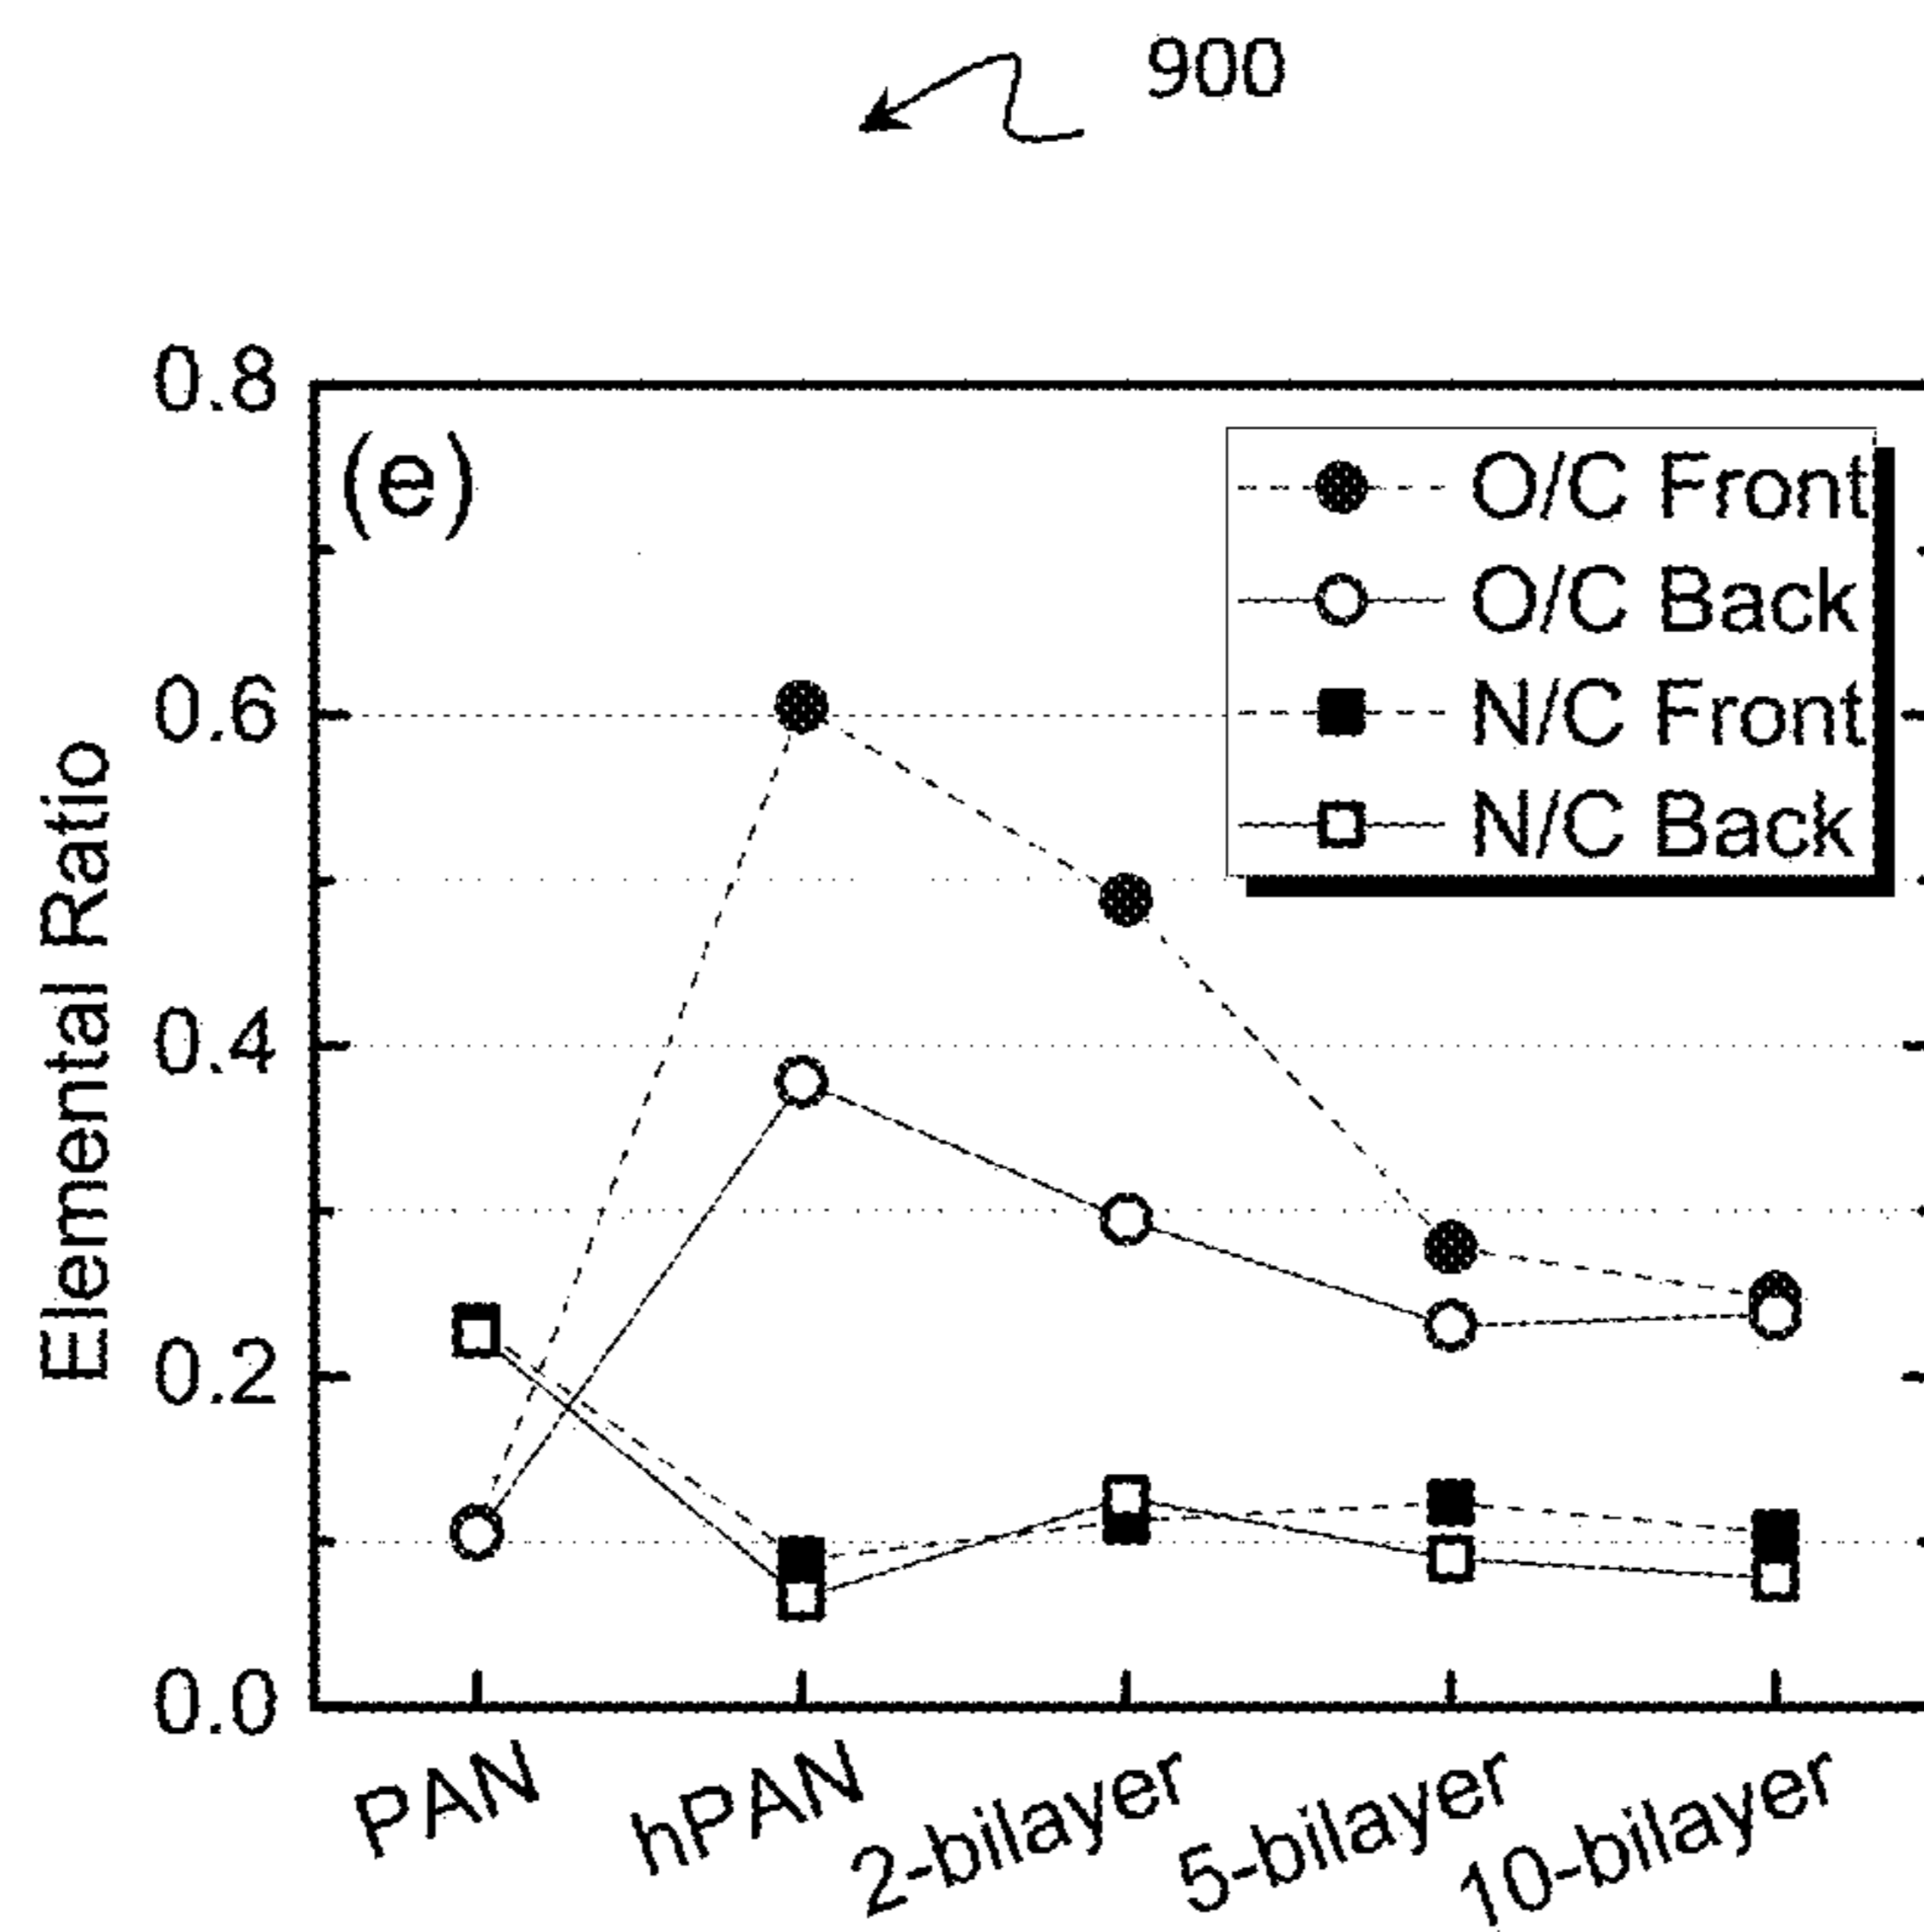 900
0.8
(e)
O/C Front
O/C Back
N/C Front
N/C Back
0.6
0.4
0.2
0.0
Elemental Ratio
PAN
hPAN
2-bilayer
5-bilayer
10-bilayer